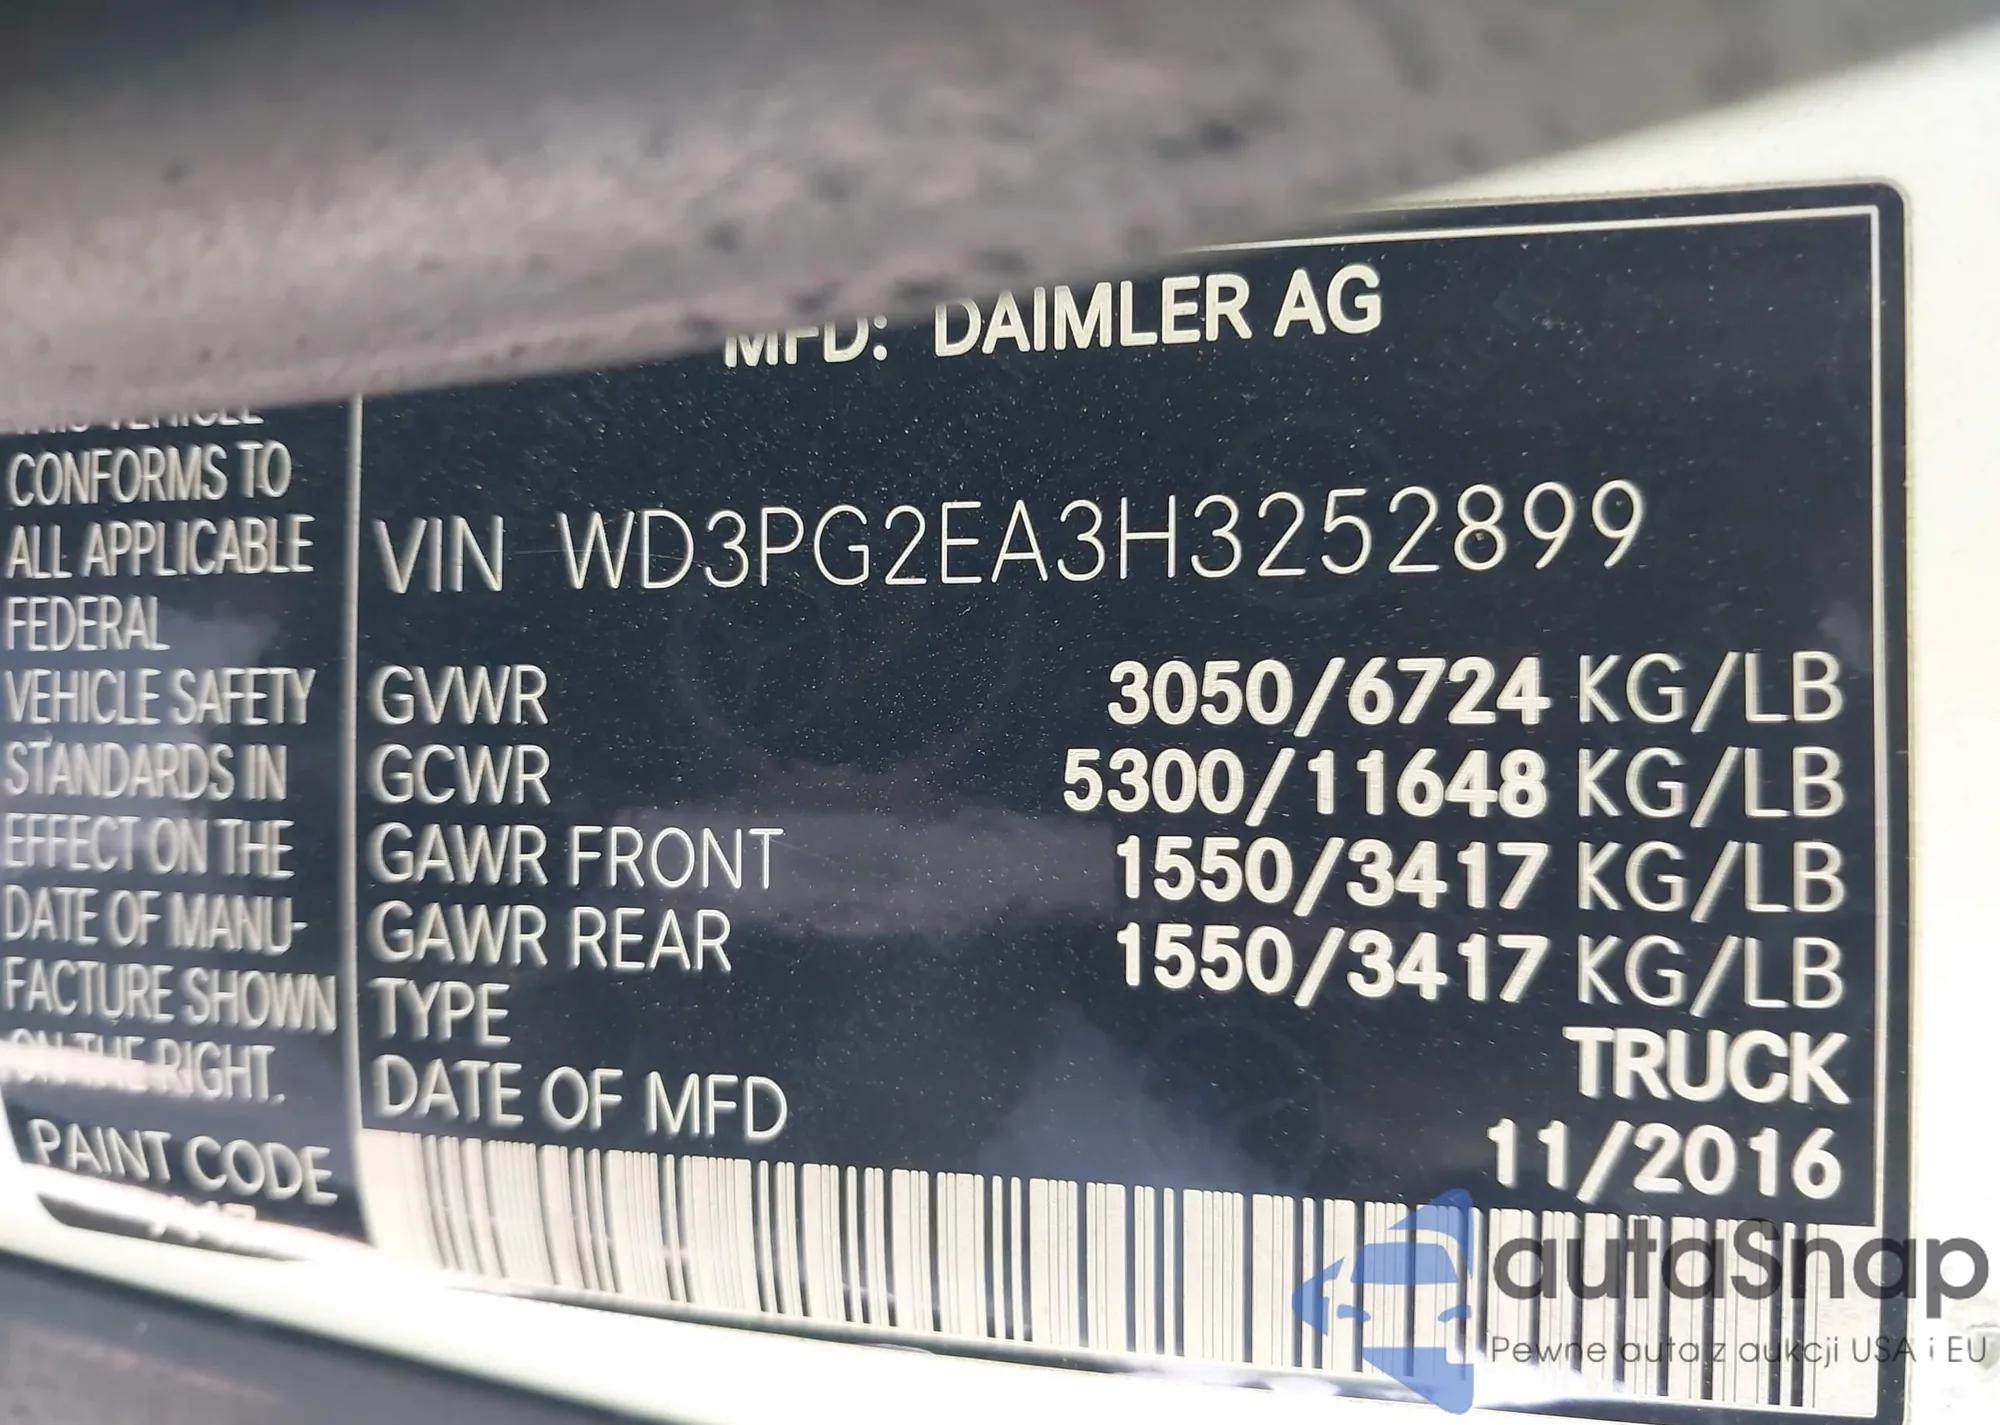 MFD: DAIMLER AG
VEHICLE
CONFORMS TO
ALL APPLICABLE
FEDERAL
VEHICLE SAFETY
STANDARDS IN
EFFECT ON THE
DATE OF MANU-
FACTURE SHOWN
ON THE RIGHT.
PAINT CODE
VIN WD3PG2EA3H3252899
GVWR 3050/6724 KG/LB
GCWR 5300/11648 KG/LB
GAWR FRONT 1550/3417 KG/LB
GAWR REAR 1550/3417 KG/LB
TYPE TRUCK
DATE OF MFD 11/2016
autaSnap
Pewne auta z aukcji USA i EU